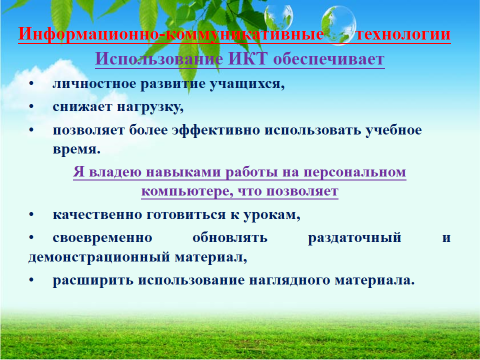 Информационно-коммуникативные технологии
Использование ИКТ обеспечивает
• личностное развитие учащихся,
• снижает нагрузку,
• позволяет более эффективно использовать учебное
время.
Я владею навыками работы на персональном
компьютере, что позволяет
• качественно готовиться к урокам,
• своевременно обновлять раздаточный и
демонстрационный материал,
• расширить использование наглядного материала.